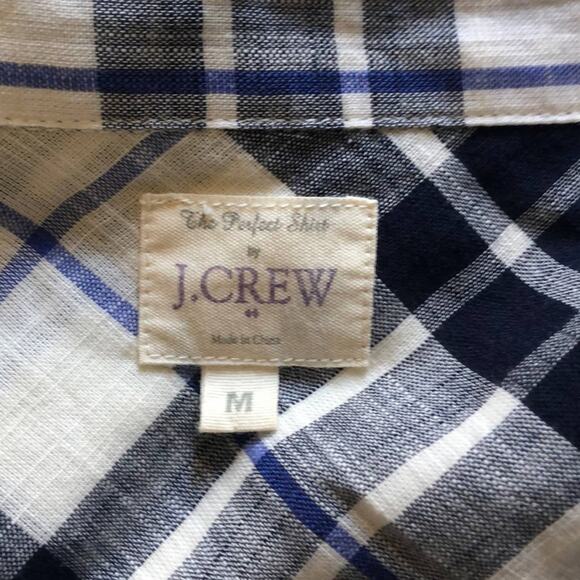 The Perfect Shirt
by
J.CREW
Made in China
M